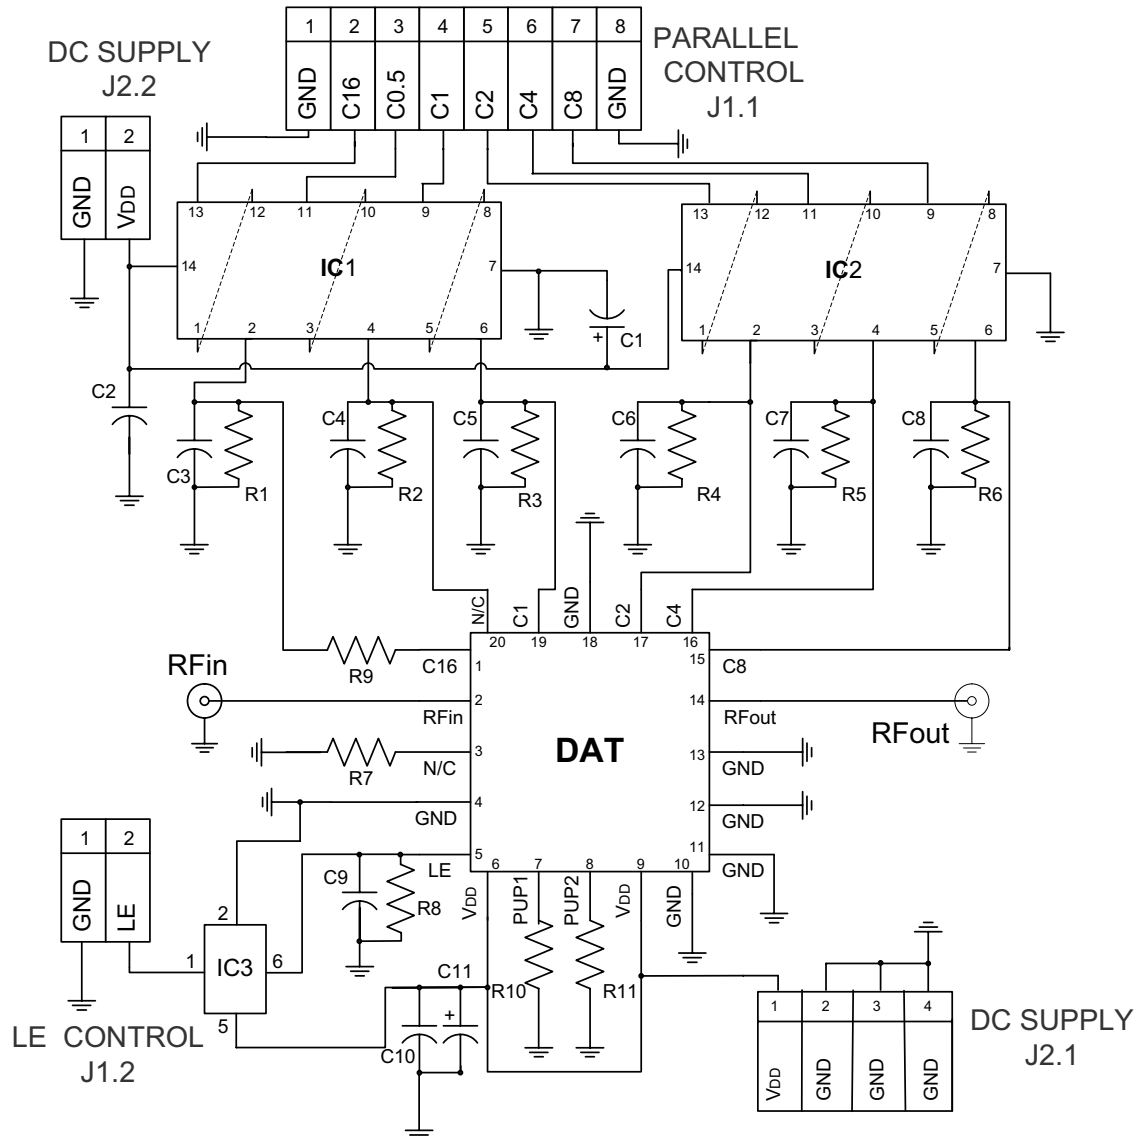 1 2 3 4 5 6 7 8
GND C16 C0.5 C1 C2 C4 C8 GND
PARALLEL
CONTROL
J1.1
DC SUPPLY
J2.2
1 2
GND VDD
13 12 11 10 9 8
14 IC1 7
1 2 3 4 5 6
13 12 11 10 9 8
14 IC2 7
1 2 3 4 5 6
+ C1
C2
C3 R1
C4 R2
C5 R3
C6 R4
C7 R5
C8 R6
N/C C1 GND C2 C4
20 19 18 17 16
R9 C16 1
15 C8
RFin
2 RFin
14 RFout
RFout
DAT
R7 N/C 3
13 GND
4 GND
12 GND
5 LE
11 GND
6 7 8 9 10
VDD PUP1 PUP2 VDD GND
1 2
GND LE
LE CONTROL
J1.2
2
1 IC3 6
5
C9 R8
C11
+
C10
R10 R11
1 2 3 4
VDD GND GND GND
DC SUPPLY
J2.1